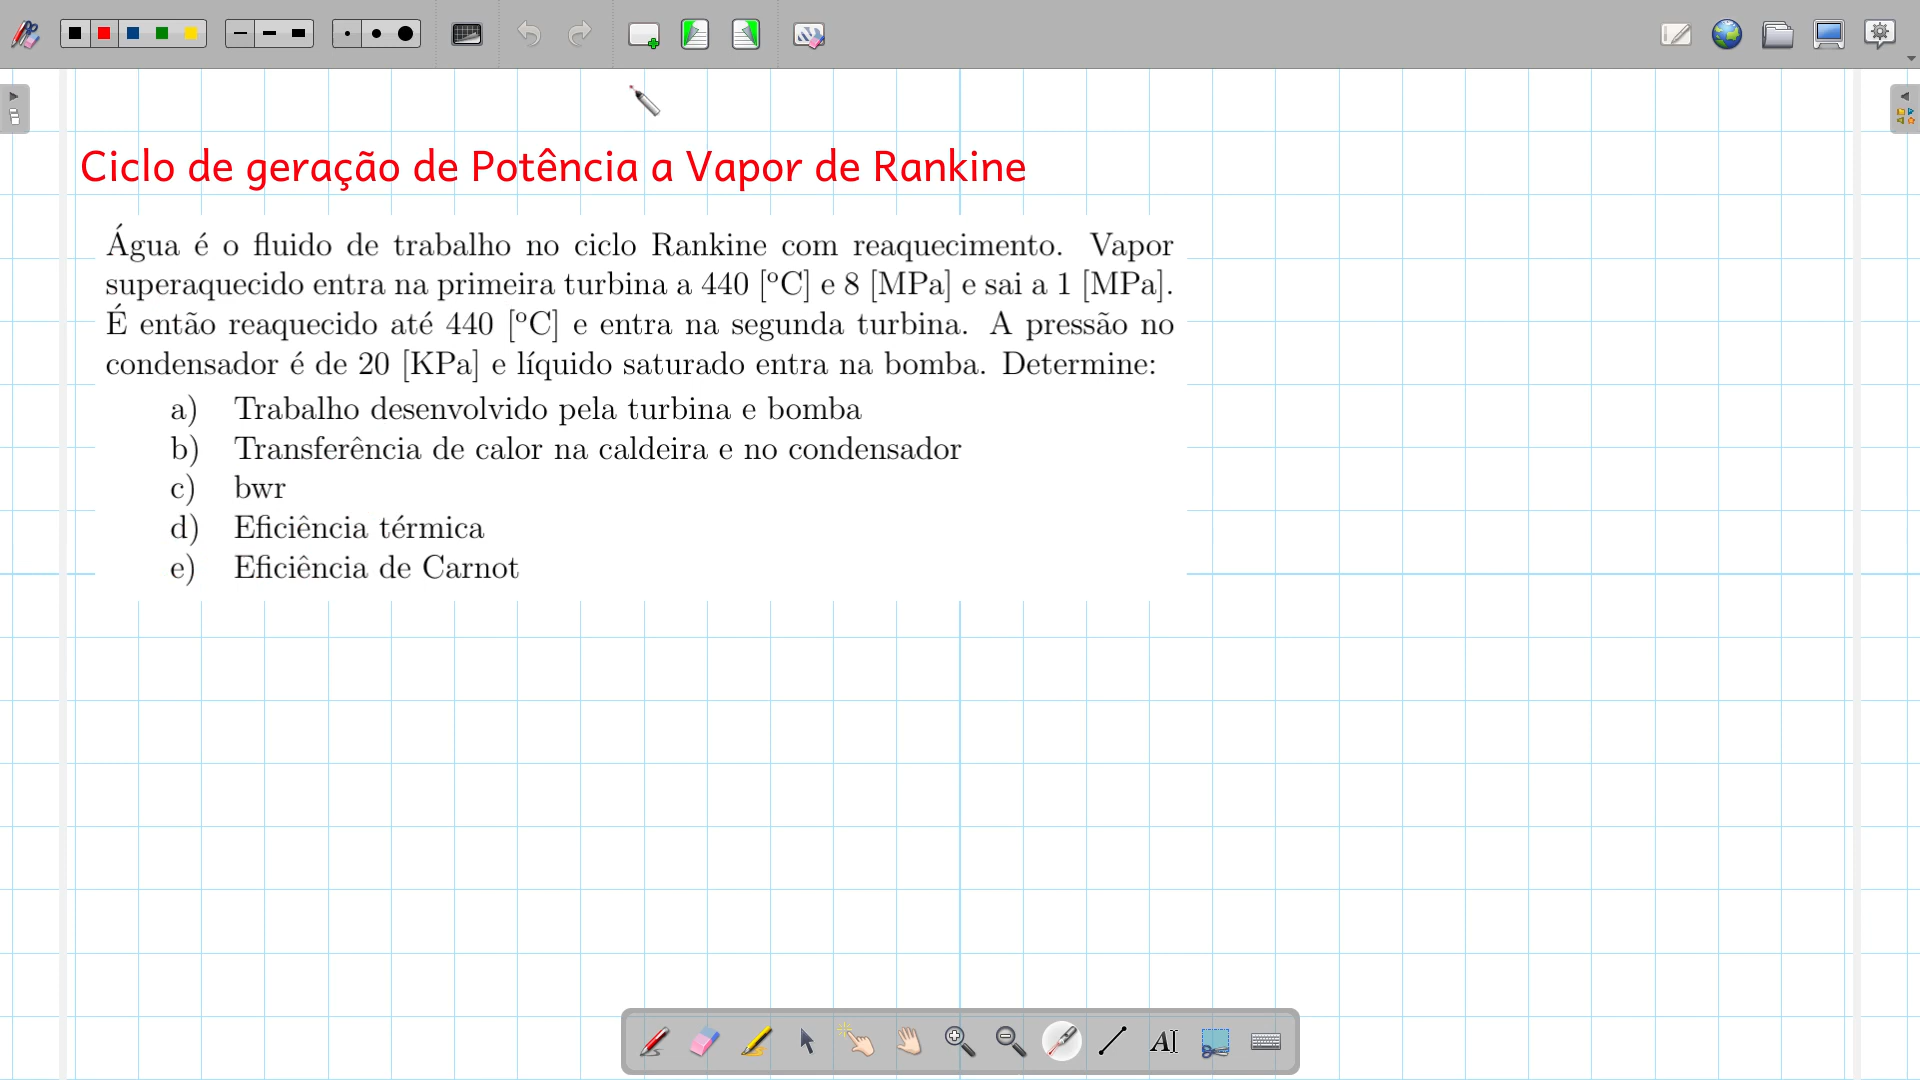 Ciclo de geração de Potência a Vapor de Rankine
Água é o fluido de trabalho no ciclo Rankine com reaquecimento. Vapor
superaquecido entra na primeira turbina a 440 [ºC] e 8 [MPa] e sai a 1 [MPa].
É então reaquecido até 440 [ºC] e entra na segunda turbina. A pressão no
condensador é de 20 [KPa] e líquido saturado entra na bomba. Determine:
a) Trabalho desenvolvido pela turbina e bomba
b) Transferência de calor na caldeira e no condensador
c) bwr
d) Eficiência térmica
e) Eficiência de Carnot
AI